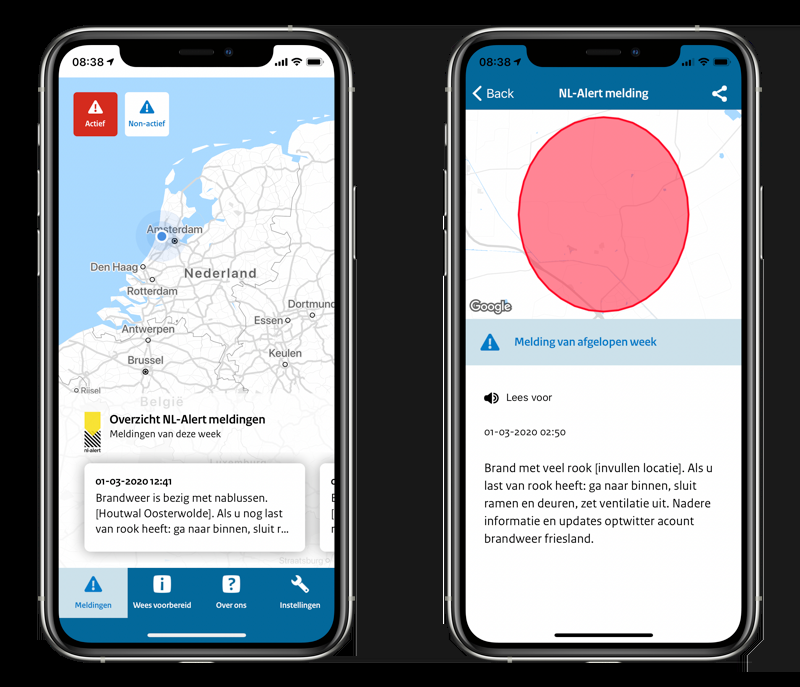 08:38
Actief
Non-actief
Amsterdam
Den Haag
Nederland
Rotterdam
Dortmund
Essen
Antwerpen
Keulen
Brussel
Rijsel
België
Overzicht NL-Alert meldingen
Meldingen van deze week
nl-alert
Luxemburg
01-03-2020 12:41
Brandweer is bezig met nablussen.
[Houtwal Oosterwolde]. Als u nog last
van rook heeft: ga naar binnen, sluit r...
Straatsburg
Meldingen
Wees voorbereid
Over ons
Instellingen
08:38
Back
NL-Alert melding
Google
Melding van afgelopen week
Lees voor
01-03-2020 02:50
Brand met veel rook [invullen locatie]. Als u
last van rook heeft: ga naar binnen, sluit
ramen en deuren, zet ventilatie uit. Nadere
informatie en updates optwitter acount
brandweer friesland.